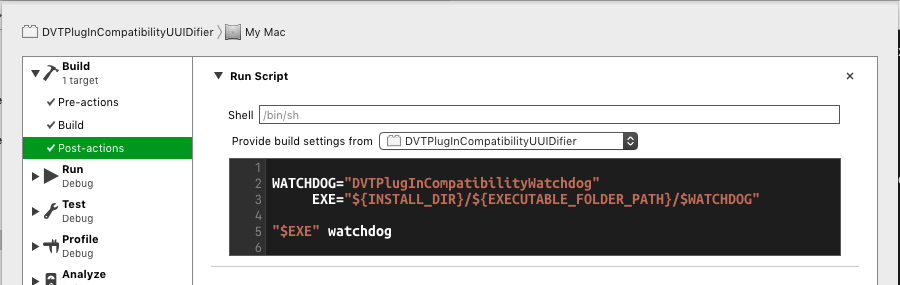 DVTPlugInCompatibilityUUIDifier My Mac
Build
1 target
Pre-actions
Build
Post-actions
Run
Debug
Test
Debug
Profile
Debug
Analyze
Run Script
Shell /bin/sh
Provide build settings from DVTPlugInCompatibilityUUIDifier
1
2 WATCHDOG="DVTPlugInCompatibilityWatchdog"
3 EXE="${INSTALL_DIR}/${EXECUTABLE_FOLDER_PATH}/$WATCHDOG"
4
5 "$EXE" watchdog
6